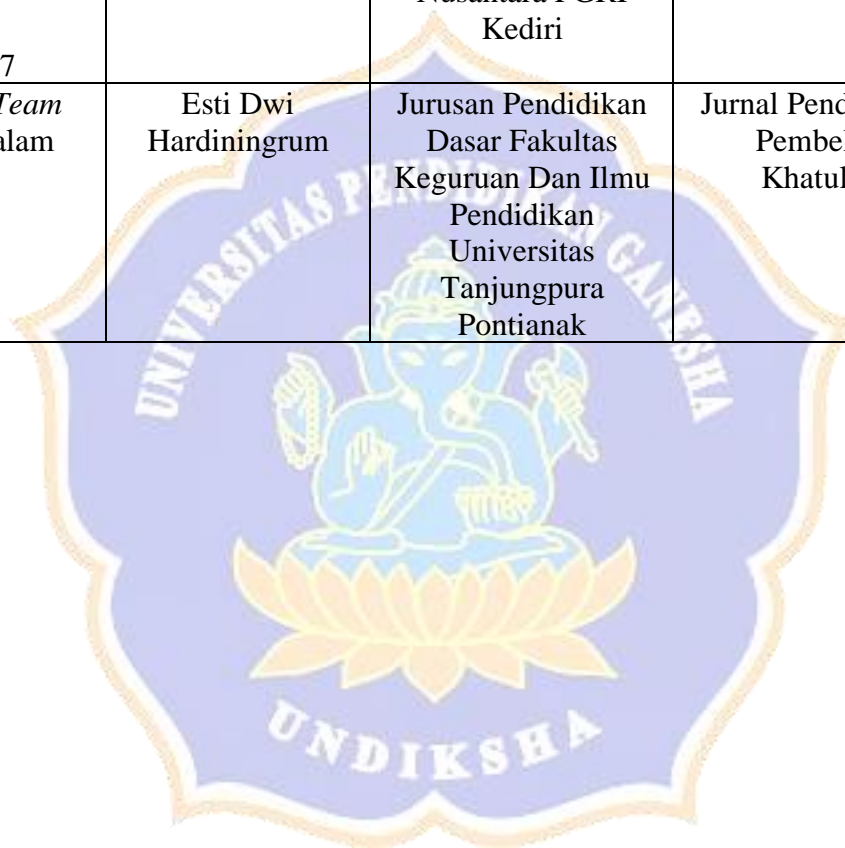 Kediri
7
Team
alam
Esti Dwi
Hardiningrum
Jurusan Pendidikan
Dasar Fakultas
Keguruan Dan Ilmu
Pendidikan
Universitas
Tanjungpura
Pontianak
Jurnal Pend
Pembel
Khatul
UNIVERSITAS PENDIDIKAN GANESHA
UNDIKSHA